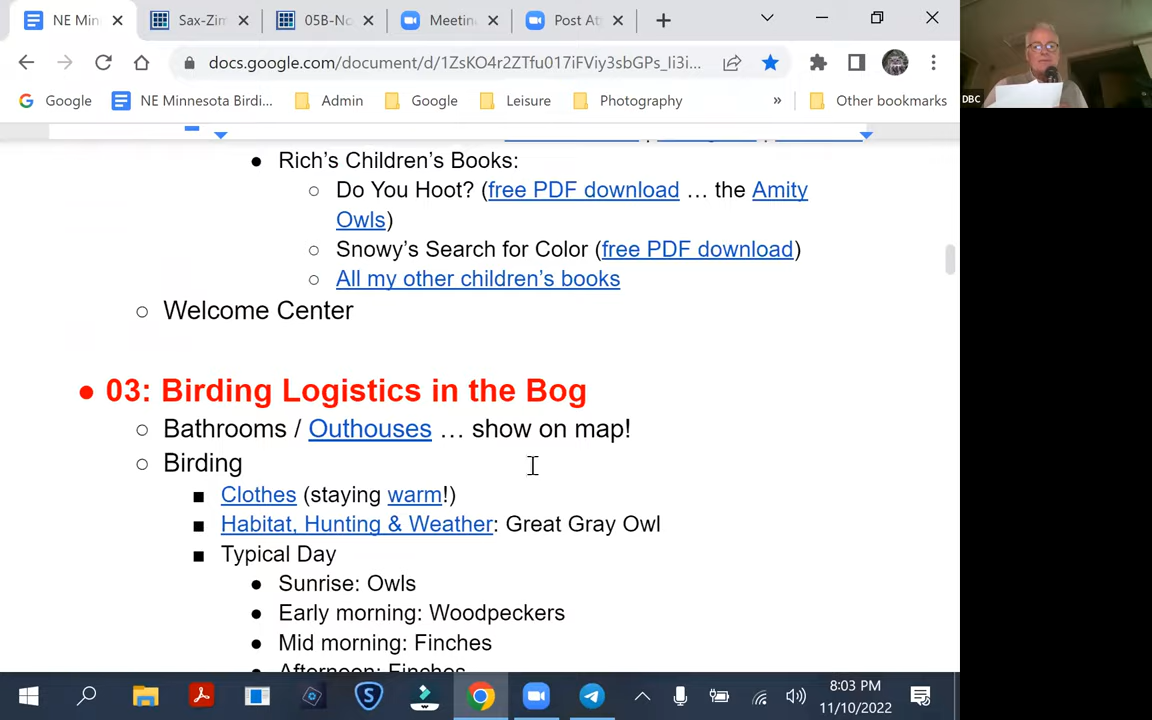 NE Min
Sax-Zim
05B-No
Meetin
Post At
docs.google.com/document/d/1ZsKO4r2ZTfu017iFViy3sbGPs_Ii3i...
Google
NE Minnesota Birdi...
Admin
Google
Leisure
Photography
»
Other bookmarks
DBC
● Rich’s Children’s Books:
○ Do You Hoot? (free PDF download … the Amity
Owls)
○ Snowy’s Search for Color (free PDF download)
○ All my other children’s books
○ Welcome Center
● 03: Birding Logistics in the Bog
○ Bathrooms / Outhouses … show on map!
○ Birding
■ Clothes (staying warm!)
■ Habitat, Hunting & Weather: Great Gray Owl
■ Typical Day
● Sunrise: Owls
● Early morning: Woodpeckers
● Mid morning: Finches
● Afternoon: Finches
8:03 PM
11/10/2022